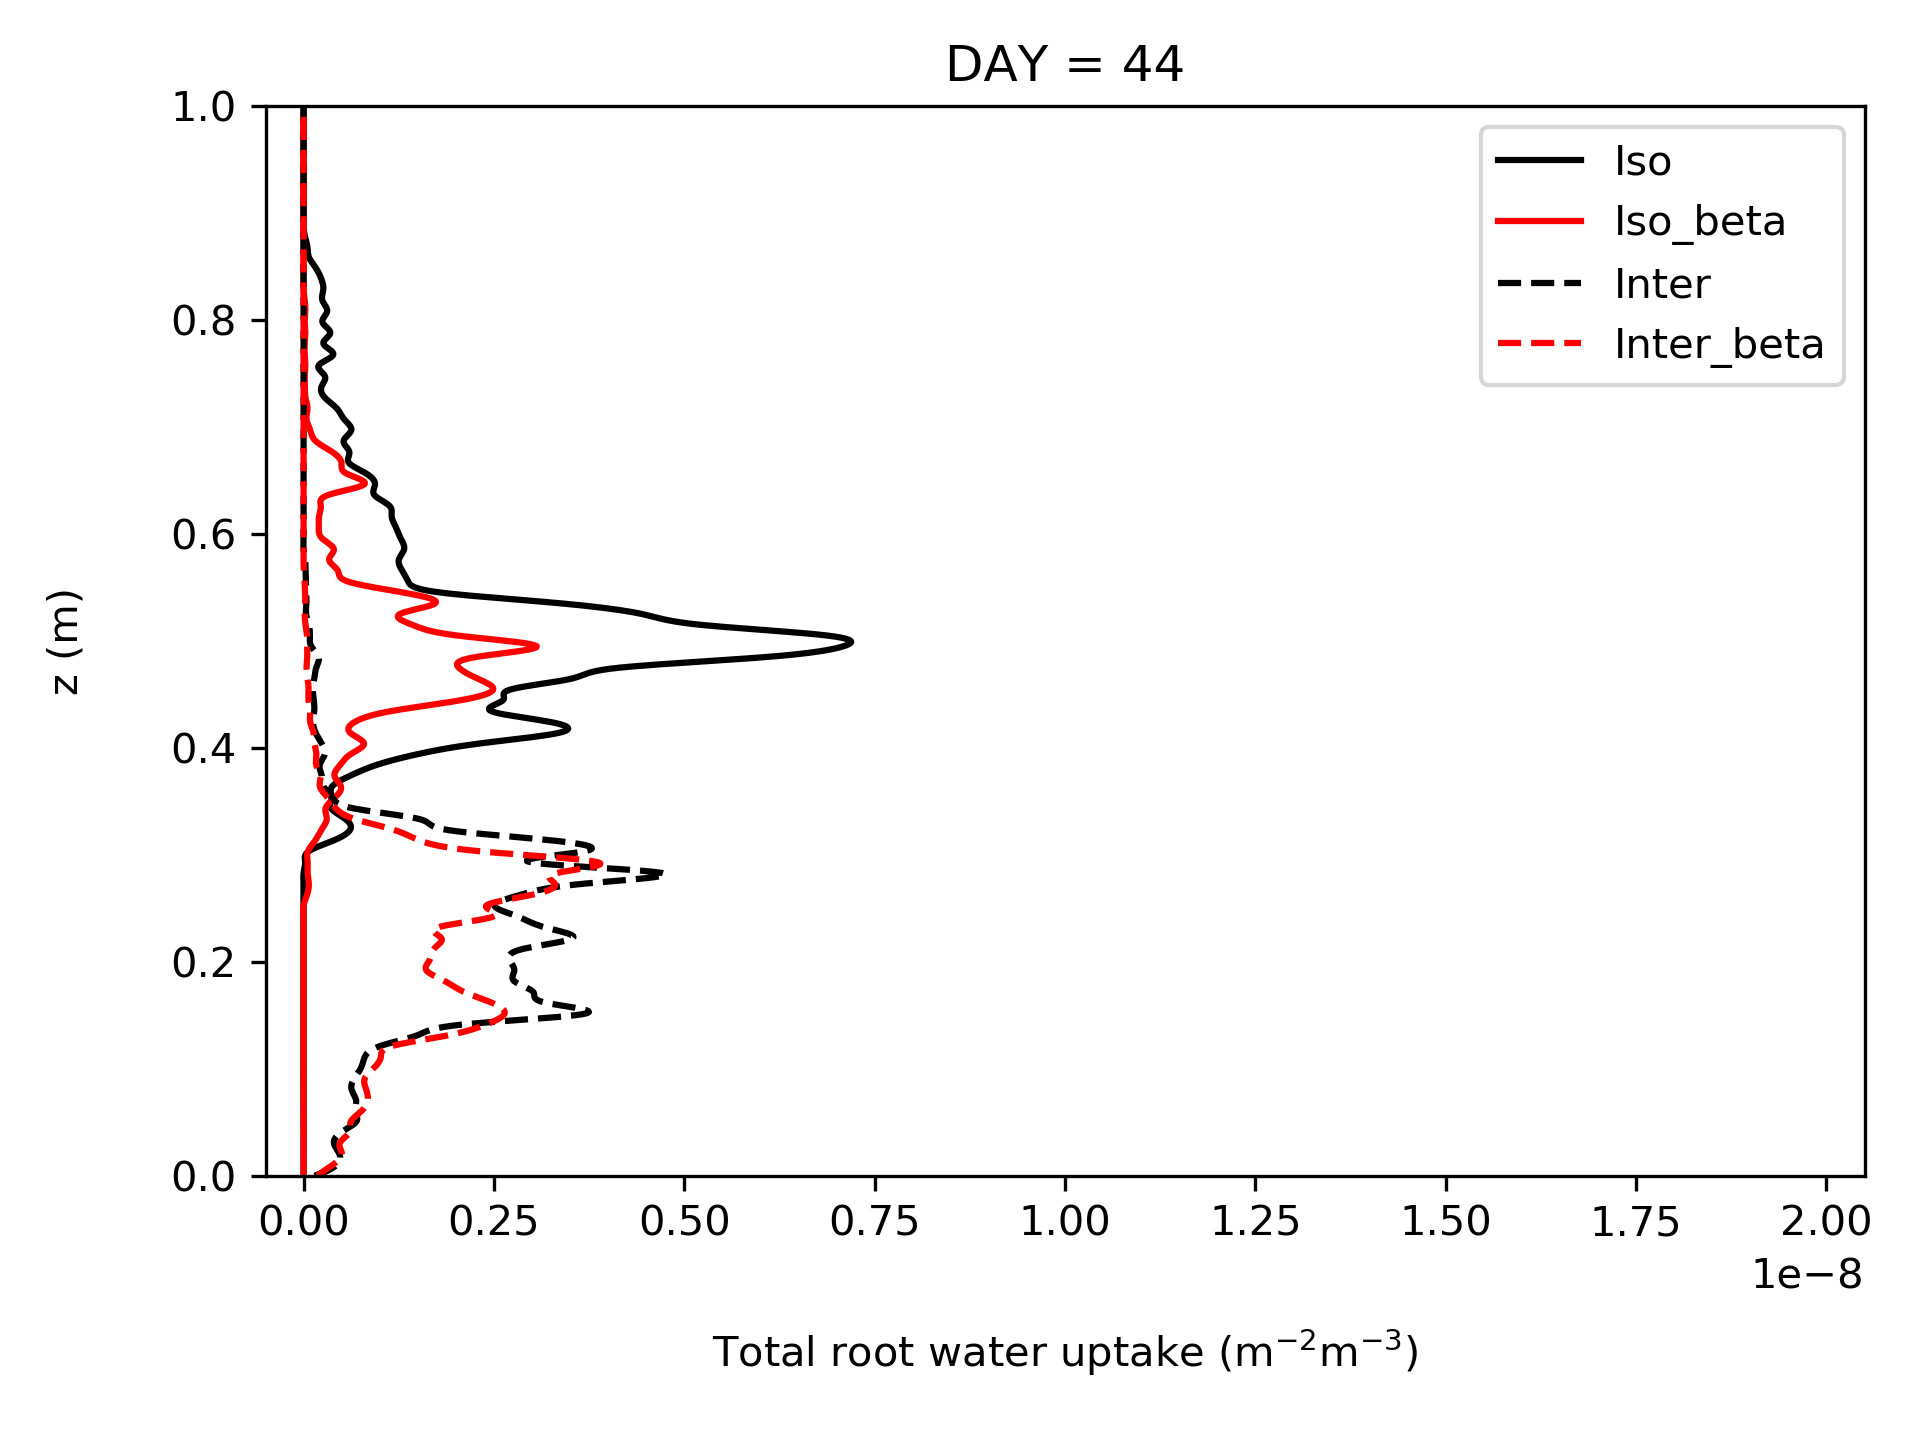 DAY = 44
1.0
0.8
0.6
0.4
0.2
0.0
z (m)
Iso
Iso_beta
Inter
Inter_beta
0.00 0.25 0.50 0.75 1.00 1.25 1.50 1.75 2.00
1e−8
Total root water uptake (m⁻²m⁻³)